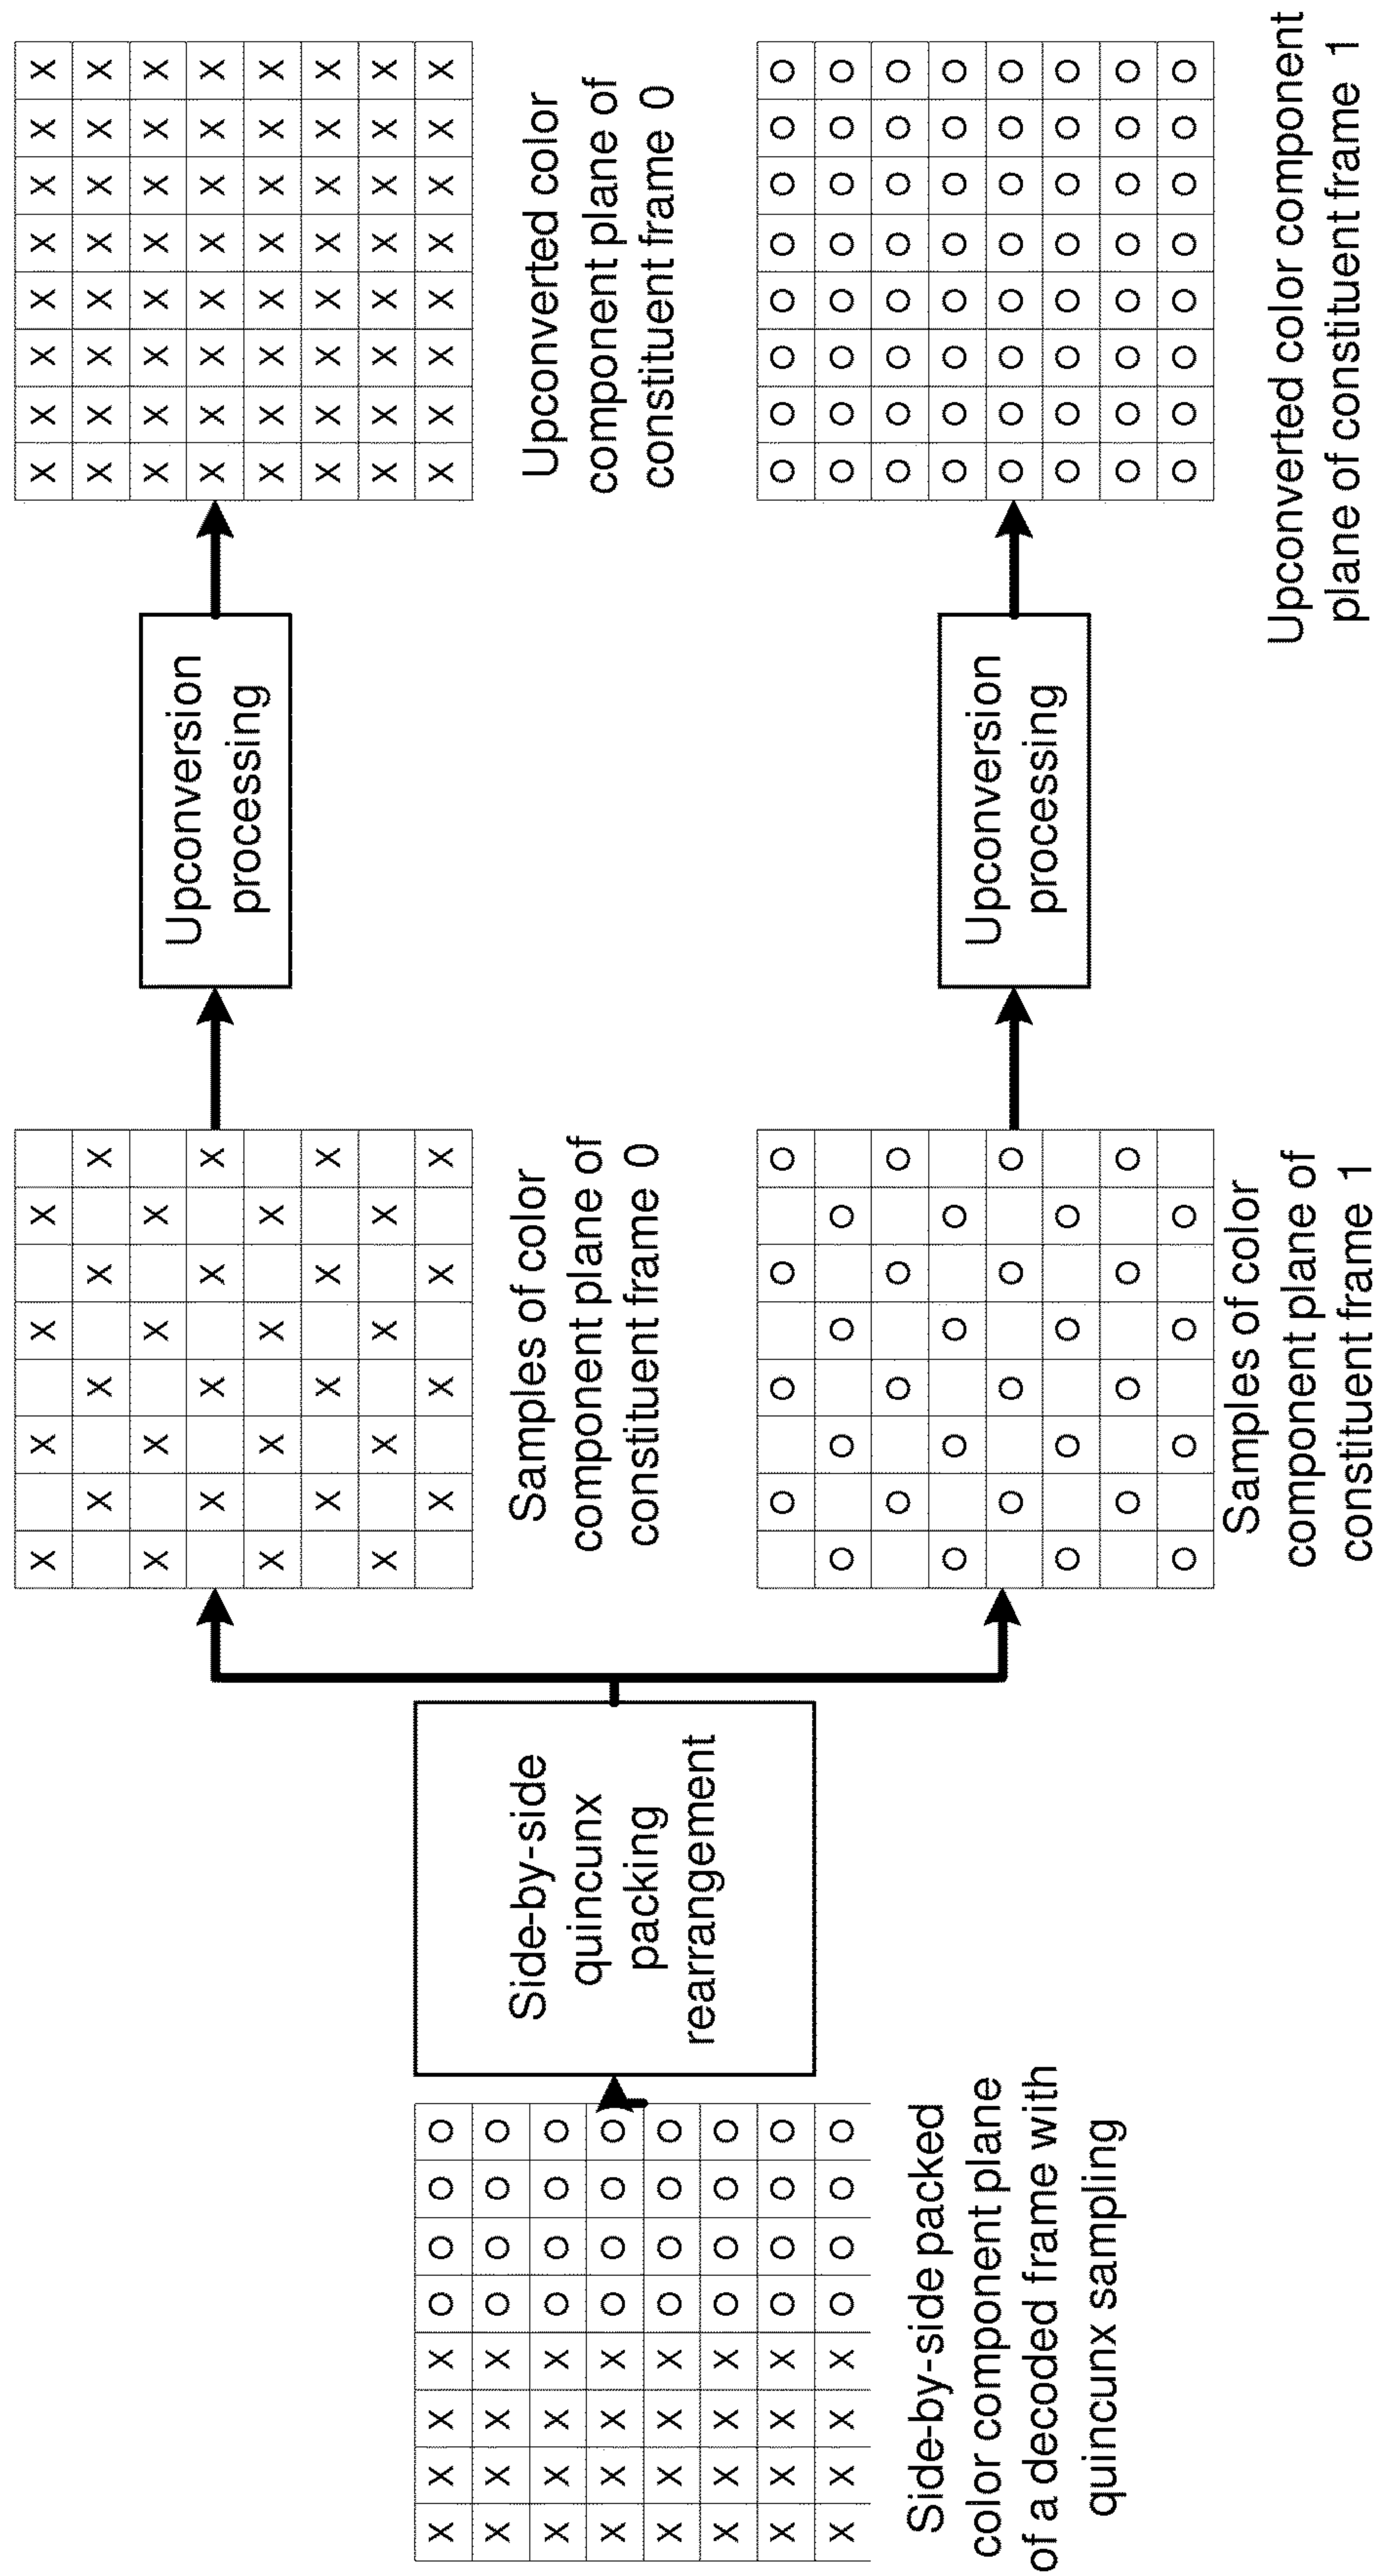 Side-by-side packed
color component plane
of a decoded frame with
quincunx sampling
Side-by-side
quincunx
packing
rearrangement
Samples of color
component plane of
constituent frame 0
Upconversion
processing
Upconverted color
component plane of
constituent frame 0
Samples of color
component plane of
constituent frame 1
Upconversion
processing
Upconverted color component
plane of constituent frame 1